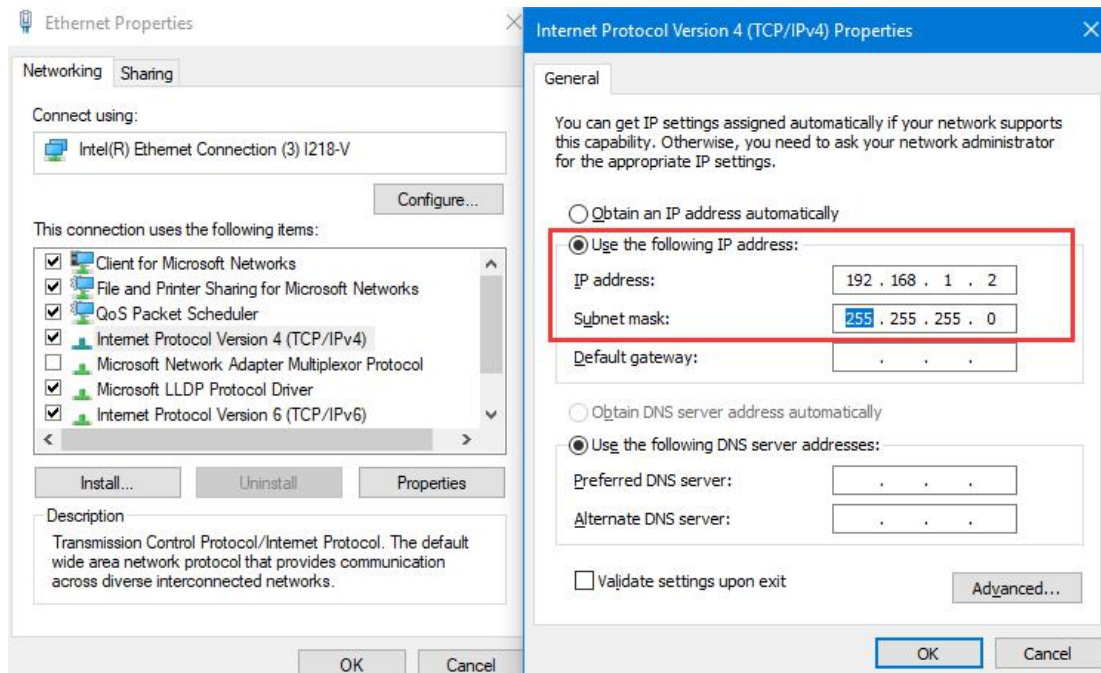 Ethernet Properties
Networking
Sharing
Connect using:
Intel(R) Ethernet Connection (3) I218-V
Configure...
This connection uses the following items:
Client for Microsoft Networks
File and Printer Sharing for Microsoft Networks
QoS Packet Scheduler
Internet Protocol Version 4 (TCP/IPv4)
Microsoft Network Adapter Multiplexor Protocol
Microsoft LLDP Protocol Driver
Internet Protocol Version 6 (TCP/IPv6)
Install...
Uninstall
Properties
Description
Transmission Control Protocol/Internet Protocol. The default
wide area network protocol that provides communication
across diverse interconnected networks.
OK
Cancel
Internet Protocol Version 4 (TCP/IPv4) Properties
General
You can get IP settings assigned automatically if your network supports
this capability. Otherwise, you need to ask your network administrator
for the appropriate IP settings.
Obtain an IP address automatically
Use the following IP address:
IP address: 192 . 168 . 1 . 2
Subnet mask: 255 . 255 . 255 . 0
Default gateway: . . .
Obtain DNS server address automatically
Use the following DNS server addresses:
Preferred DNS server: . . .
Alternate DNS server: . . .
Validate settings upon exit
Advanced...
OK
Cancel